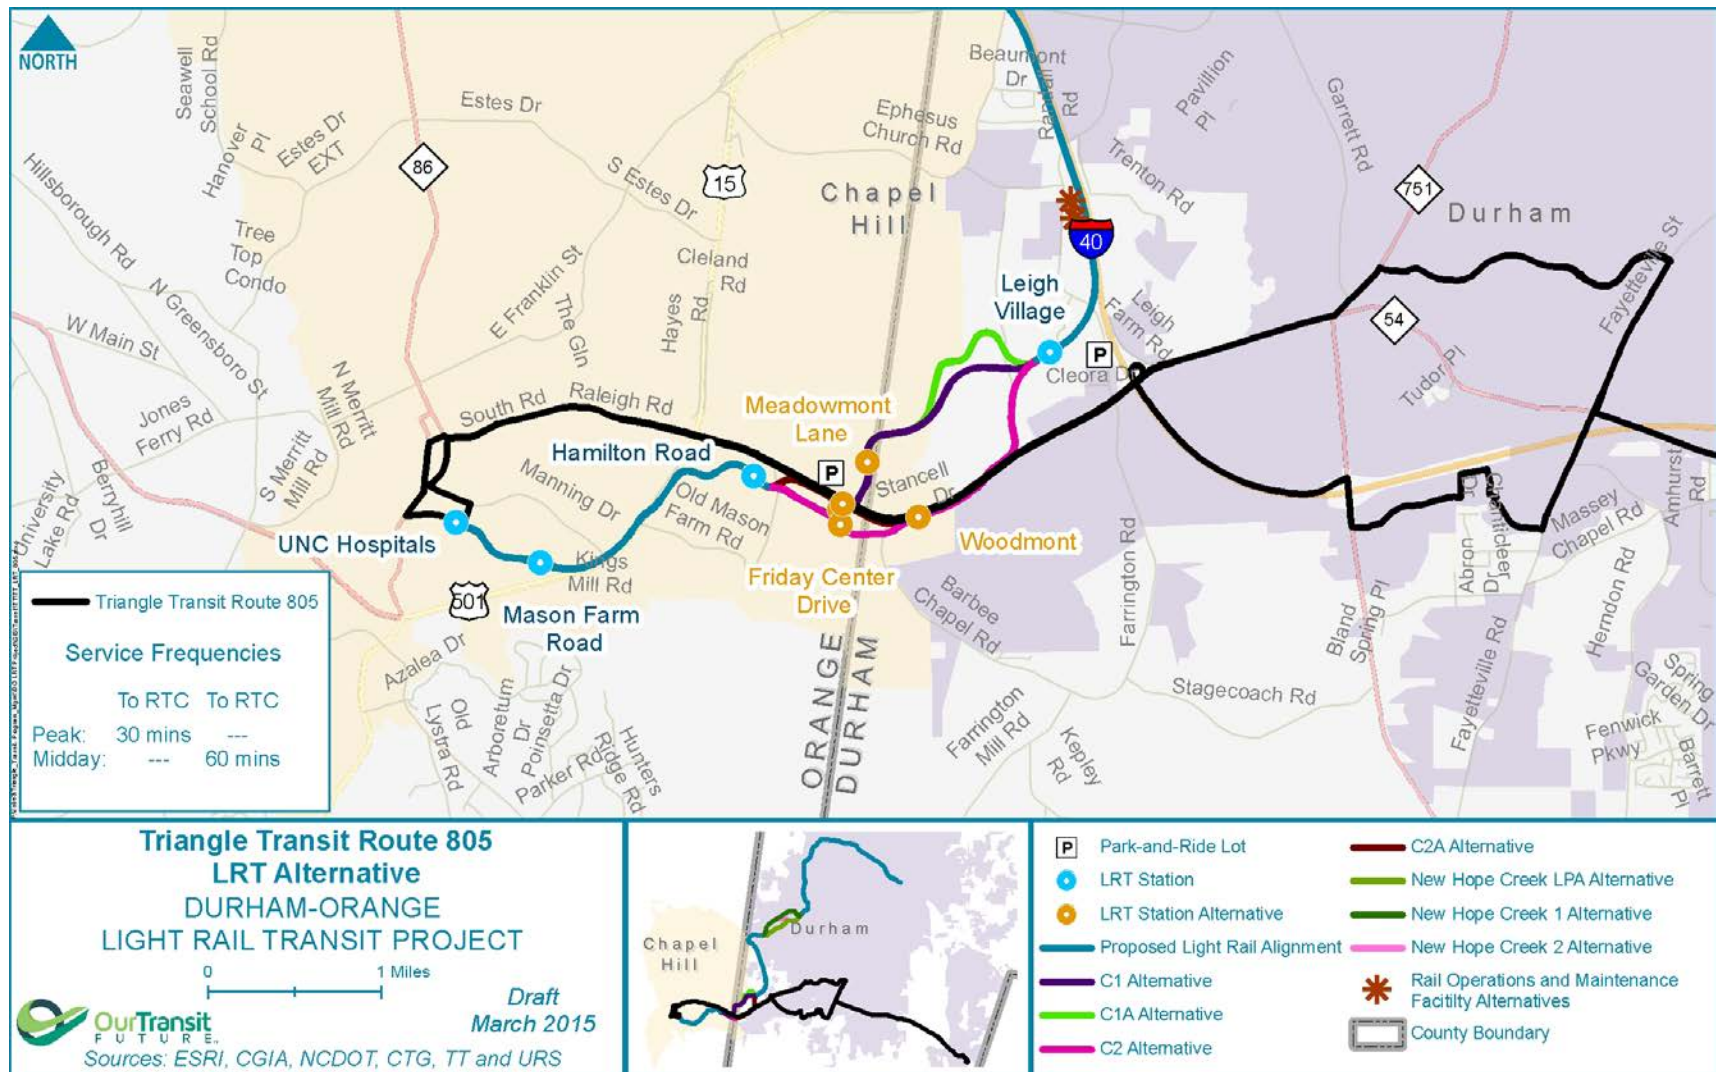 NORTH
Seawell
School Rd
Hanover
Pl
Estes Dr
EXT
Estes Dr
86
15
S Estes Dr
Cleland
Rd
Hayes
Rd
Hillsborough Rd
Tree
Top
Condo
N Greensboro St
W Main St
E Franklin St
The Gln
Jones
Ferry Rd
N Merritt
Mill Rd
S Merritt
Mill Rd
University
Lake Rd
Berryhill
Dr
South Rd
Raleigh Rd
Manning Dr
Old Mason
Farm Rd
Kings
Mill Rd
Hamilton Road
UNC Hospitals
Mason Farm
Road
501
Azalea Dr
Old
Lystra Rd
Arboretum
Dr
Poinsetta Dr
Parker Rd
Hunters
Ridge Rd
Chapel
Hill
Ephesus
Church Rd
Beaumont
Dr
Randall
Rd
Pavillion
Pl
Trenton Rd
Garrett Rd
751
Durham
40
Leigh
Village
Leigh
Farm Rd
P
Cleora Dr
54
Tudor Pl
Fayetteville St
Meadowmont
Lane
P
Stancell
Dr
Woodmont
Friday Center
Drive
Barbee
Chapel Rd
Farrington Rd
Farrington
Mill Rd
Kepley
Rd
Stagecoach Rd
Bland
Spring Pl
Abron
Dr
Chanticleer
Dr
Massey
Chapel Rd
Amhurst
Rd
Herndon Rd
Fayetteville Rd
Spring
Garden Dr
Fenwick
Pkwy
Barrett
Pl
ORANGE
DURHAM
Triangle Transit Route 805
Service Frequencies
To RTC To RTC
Peak: 30 mins ---
Midday: --- 60 mins
Triangle Transit Route 805
LRT Alternative
DURHAM-ORANGE
LIGHT RAIL TRANSIT PROJECT
0 1 Miles
OurTransit
FUTURE
Draft
March 2015
Sources: ESRI, CGIA, NCDOT, CTG, TT and URS
Chapel
Hill
Durham
P Park-and-Ride Lot
LRT Station
LRT Station Alternative
Proposed Light Rail Alignment
C1 Alternative
C1A Alternative
C2 Alternative
C2A Alternative
New Hope Creek LPA Alternative
New Hope Creek 1 Alternative
New Hope Creek 2 Alternative
Rail Operations and Maintenance
Facilty Alternatives
County Boundary